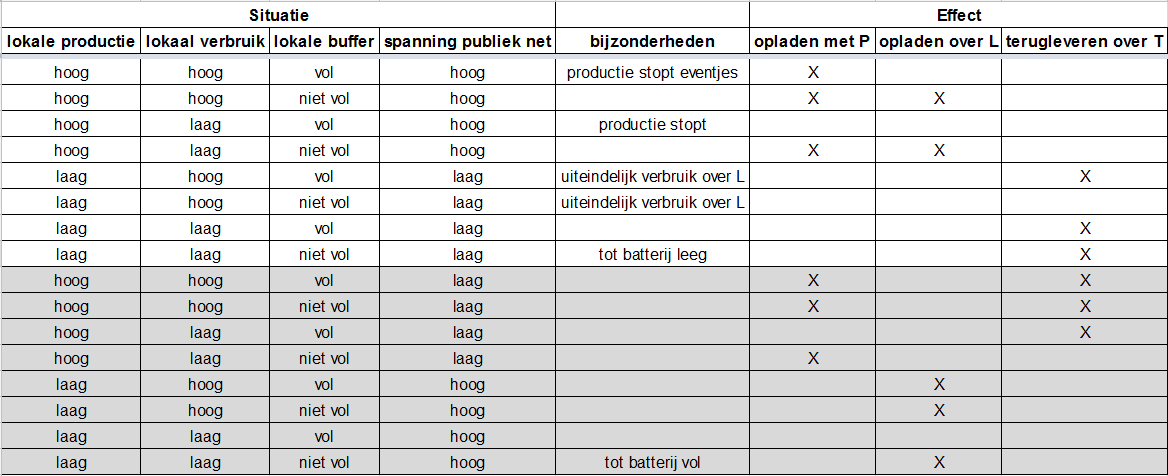 Situatie Effect
lokale productie lokaal verbruik lokale buffer spanning publiek net bijzonderheden opladen met P opladen over L terugleveren over T
hoog hoog vol hoog productie stopt eventjes X
hoog hoog niet vol hoog X X
hoog laag vol hoog productie stopt
hoog laag niet vol hoog X X
laag hoog vol laag uiteindelijk verbruik over L X
laag hoog niet vol laag uiteindelijk verbruik over L
laag laag vol laag X
laag laag niet vol laag tot batterij leeg X
hoog hoog vol laag X X
hoog hoog niet vol laag X X
hoog laag vol laag X
hoog laag niet vol laag X
laag hoog vol hoog X
laag hoog niet vol hoog X
laag laag vol hoog
laag laag niet vol hoog tot batterij vol X